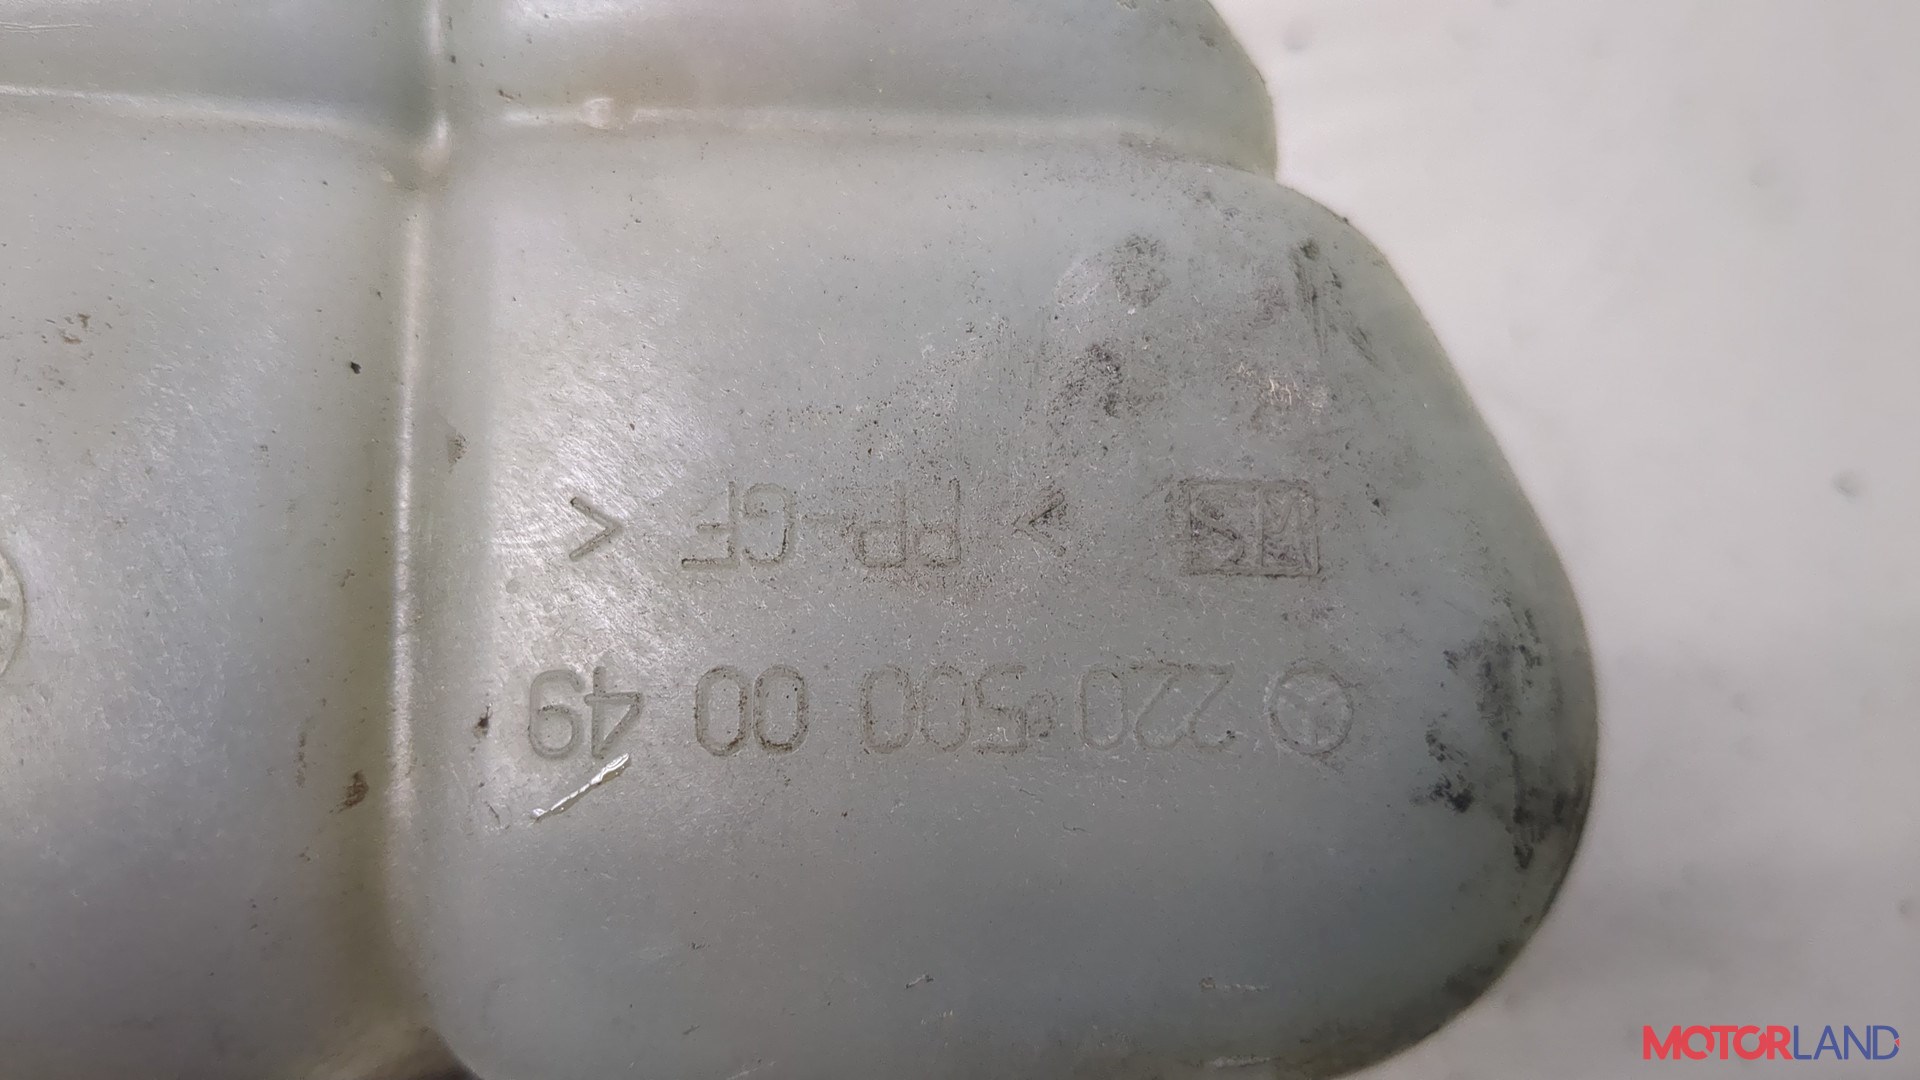 220 500 00 49
> PP-GF <
MOTORLAND